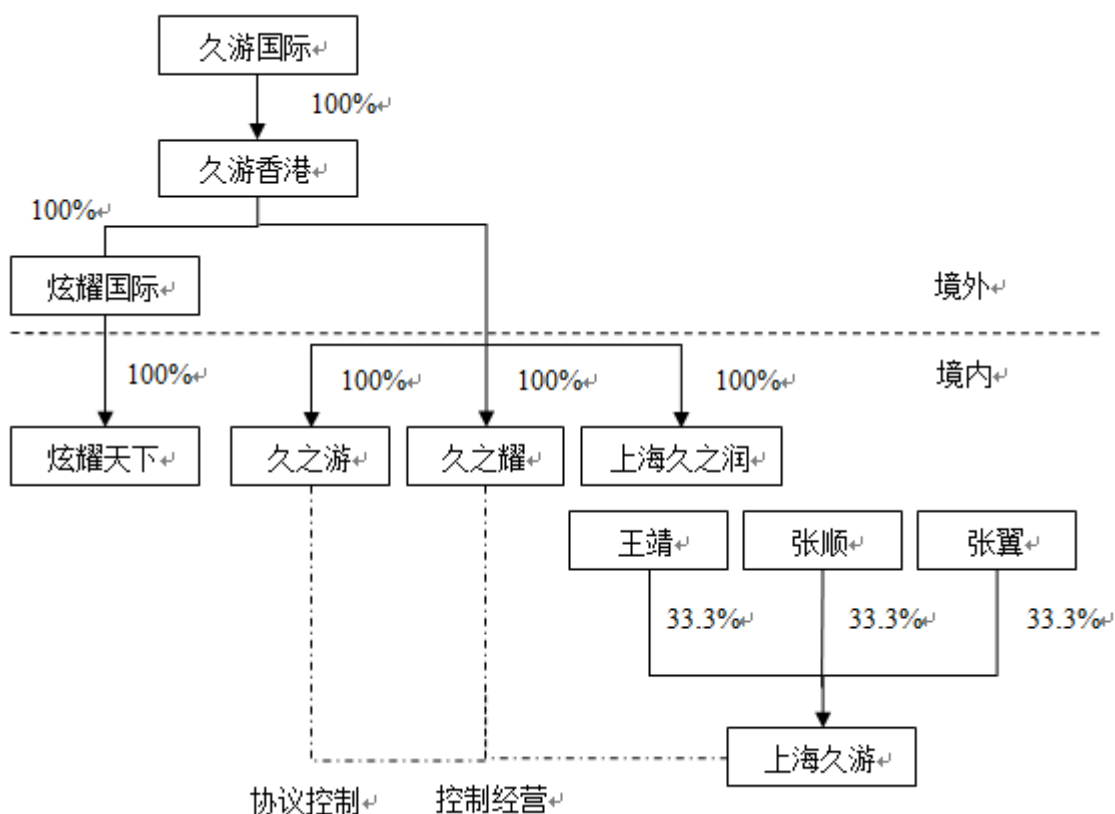 久游国际
100%
久游香港
100%
炫耀国际
境外
境内
100%
100%
100%
100%
炫耀天下
久之游
久之耀
上海久之润
王靖
张顺
张翼
33.3%
33.3%
33.3%
上海久游
协议控制
控制经营